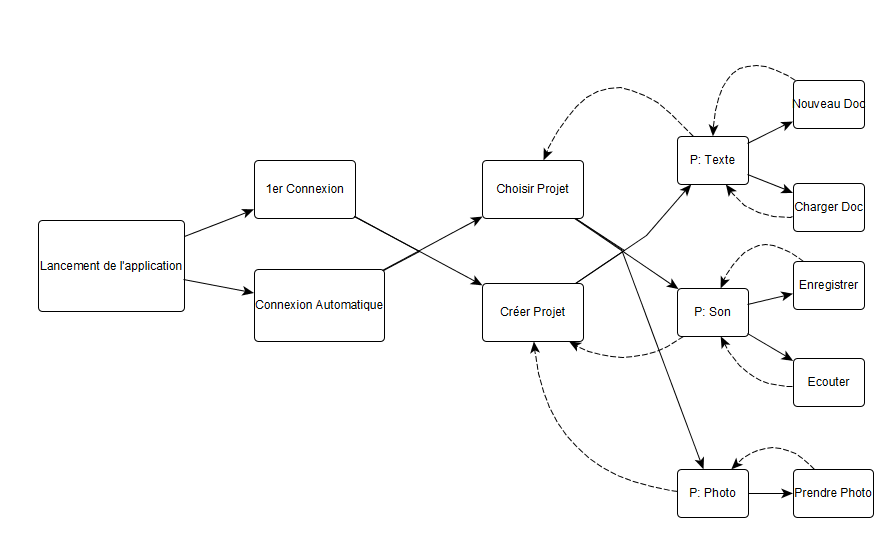 Lancement de l'application
1er Connexion
Connexion Automatique
Choisir Projet
Créer Projet
P: Texte
P: Son
P: Photo
Nouveau Doc
Charger Doc
Enregistrer
Ecouter
Prendre Photo